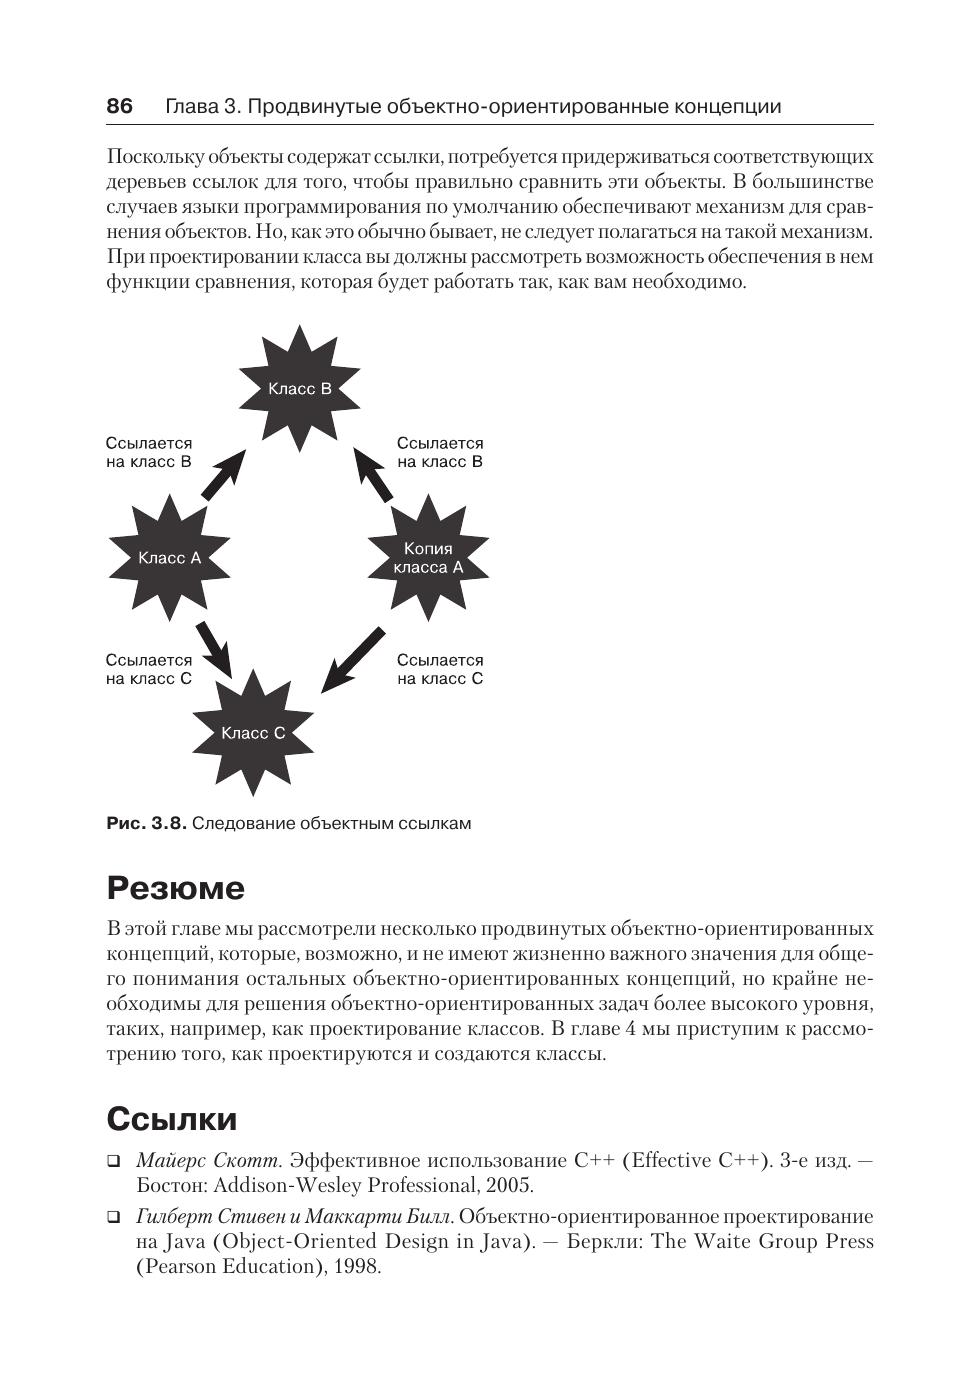 86 Глава 3. Продвинутые объектно-ориентированные концепции
Поскольку объекты содержат ссылки, потребуется придерживаться соответствующих
деревьев ссылок для того, чтобы правильно сравнить эти объекты. В большинстве
случаев языки программирования по умолчанию обеспечивают механизм для срав-
нения объектов. Но, как это обычно бывает, не следует полагаться на такой механизм.
При проектировании класса вы должны рассмотреть возможность обеспечения в нем
функции сравнения, которая будет работать так, как вам необходимо.
Класс B
Ссылается
на класс B
Ссылается
на класс B
Класс A
Копия
класса A
Ссылается
на класс C
Ссылается
на класс C
Класс C
Рис. 3.8. Следование объектным ссылкам
Резюме
В этой главе мы рассмотрели несколько продвинутых объектно-ориентированных
концепций, которые, возможно, и не имеют жизненно важного значения для обще-
го понимания остальных объектно-ориентированных концепций, но крайне не-
обходимы для решения объектно-ориентированных задач более высокого уровня,
таких, например, как проектирование классов. В главе 4 мы приступим к рассмо-
трению того, как проектируются и создаются классы.
Ссылки
❑ Майерс Скотт. Эффективное использование C++ (Effective C++). 3-е изд. —
Бостон: Addison-Wesley Professional, 2005.
❑ Гилберт Стивен и Маккарти Билл. Объектно-ориентированное проектирование
на Java (Object-Oriented Design in Java). — Беркли: The Waite Group Press
(Pearson Education), 1998.